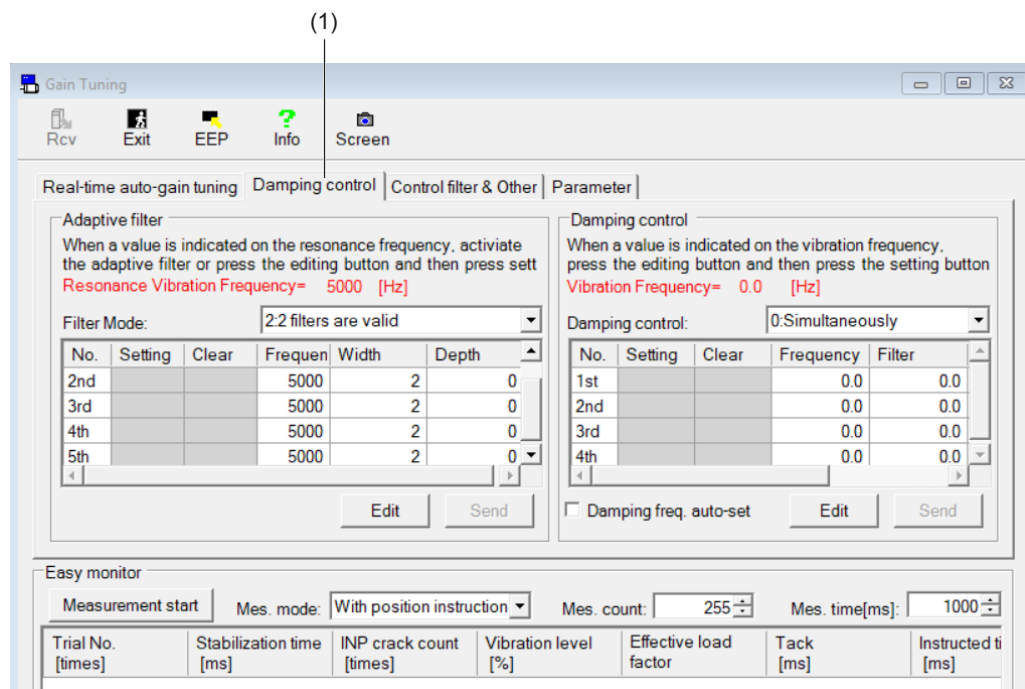 (1)
Gain Tuning
Rcv Exit EEP Info Screen
Real-time auto-gain tuning Damping control Control filter & Other Parameter
Adaptive filter
When a value is indicated on the resonance frequency, activiate
the adaptive filter or press the editing button and then press sett
Resonance Vibration Frequency= 5000 [Hz]
Filter Mode: 2:2 filters are valid
No. Setting Clear Frequen Width Depth
2nd 5000 2 0
3rd 5000 2 0
4th 5000 2 0
5th 5000 2 0
Edit Send
Damping control
When a value is indicated on the vibration frequency,
press the editing button and then press the setting button
Vibration Frequency= 0.0 [Hz]
Damping control: 0:Simultaneously
No. Setting Clear Frequency Filter
1st 0.0 0.0
2nd 0.0 0.0
3rd 0.0 0.0
4th 0.0 0.0
Damping freq. auto-set Edit Send
Easy monitor
Measurement start Mes. mode: With position instruction Mes. count: 255 Mes. time[ms]: 1000
Trial No. Stabilization time INP crack count Vibration level Effective load Tack Instructed ti
[times] [ms] [times] [%] factor [ms] [ms]